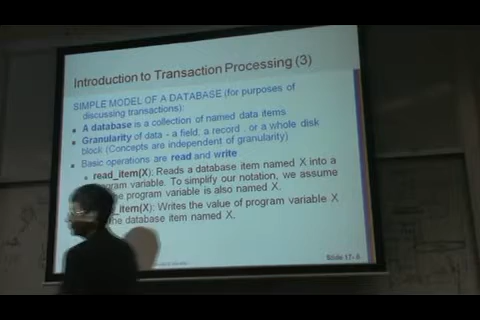 Introduction to Transaction Processing (3)
SIMPLE MODEL OF A DATABASE (for purposes of
discussing transactions):
A database is a collection of named data items
Granularity of data - a field, a record , or a whole disk
block (Concepts are independent of granularity)
Basic operations are read and write
read_item(X): Reads a database item named X into a
program variable. To simplify our notation, we assume
the program variable is also named X.
_item(X): Writes the value of program variable X
the database item named X.
Slide 17- 6